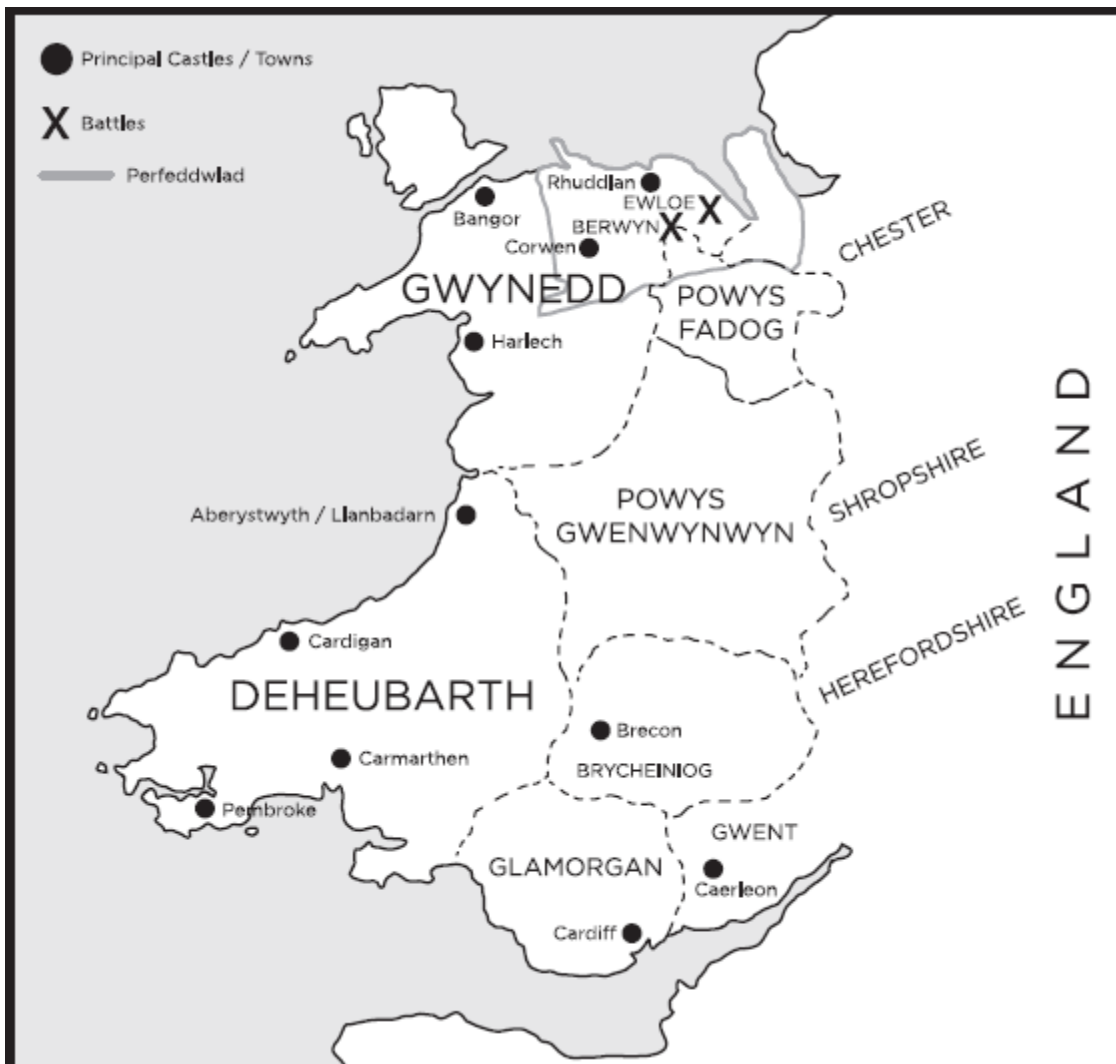 Principal Castles / Towns
Battles
Perfeddwlad
Rhuddlan
EWLOE
Bangor
BERWYN
Corwen
CHESTER
GWYNEDD
POWYS
FADOG
Harlech
ENGLAND
SHROPSHIRE
POWYS
GWENWYNWYN
Aberystwyth / Llanbadarn
HEREFORDSHIRE
Cardigan
DEHEUBARTH
Brecon
Carmarthen
BRYCHEINIOG
Pembroke
GWENT
GLAMORGAN
Caerleon
Cardiff